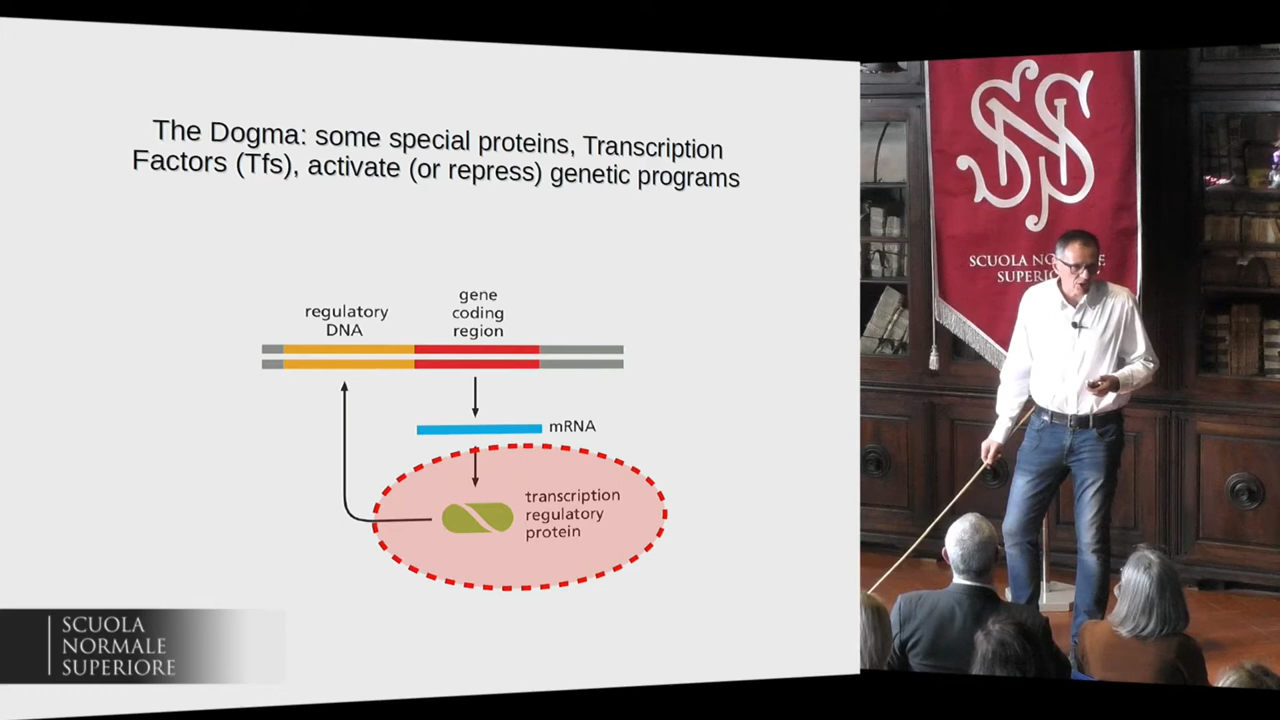 The Dogma: some special proteins, Transcription
Factors (Tfs), activate (or repress) genetic programs
regulatory
DNA
gene
coding
region
mRNA
transcription
regulatory
protein
SCUOLA
NORMALE
SUPERIORE
SNS
SCUOLA NO E
SUPERIO